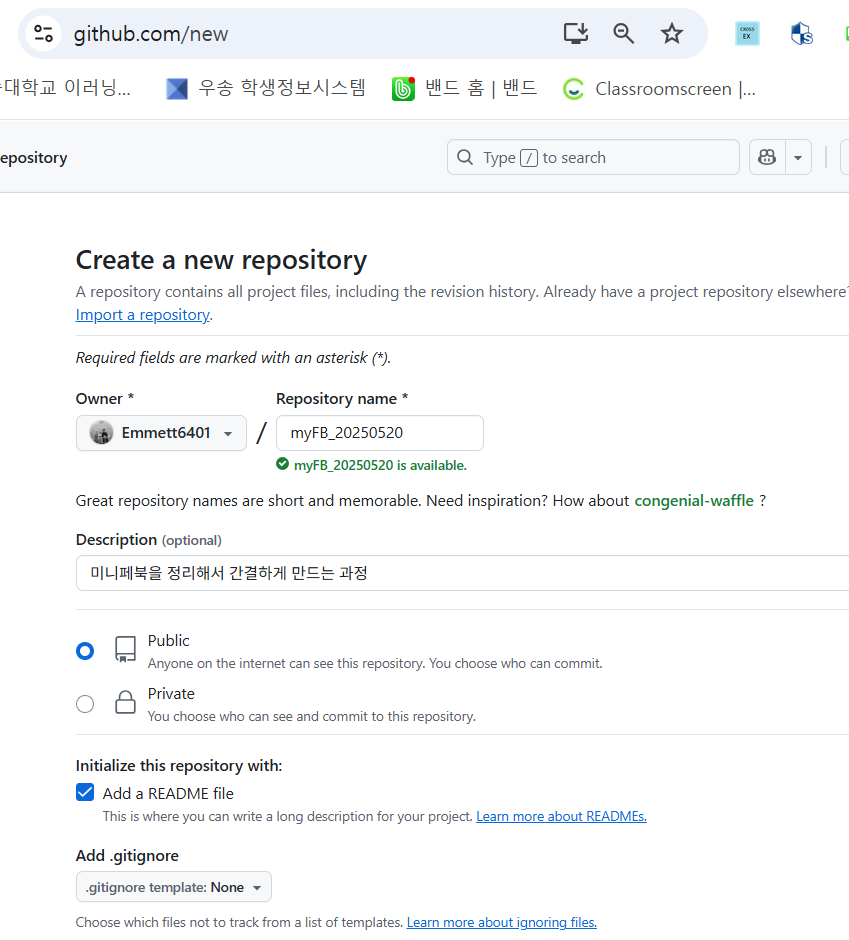 github.com/new
대학교 이러닝... 우송 학생정보시스템 밴드 홈 | 밴드 Classroomscreen |...
epository Type / to search
Create a new repository
A repository contains all project files, including the revision history. Already have a project repository elsewhere?
Import a repository.
Required fields are marked with an asterisk (*).
Owner * Repository name *
Emmett6401 / myFB_20250520
myFB_20250520 is available.
Great repository names are short and memorable. Need inspiration? How about congenial-waffle ?
Description (optional)
미니페북을 정리해서 간결하게 만드는 과정
Public
Anyone on the internet can see this repository. You choose who can commit.
Private
You choose who can see and commit to this repository.
Initialize this repository with:
Add a README file
This is where you can write a long description for your project. Learn more about READMEs.
Add .gitignore
.gitignore template: None
Choose which files not to track from a list of templates. Learn more about ignoring files.